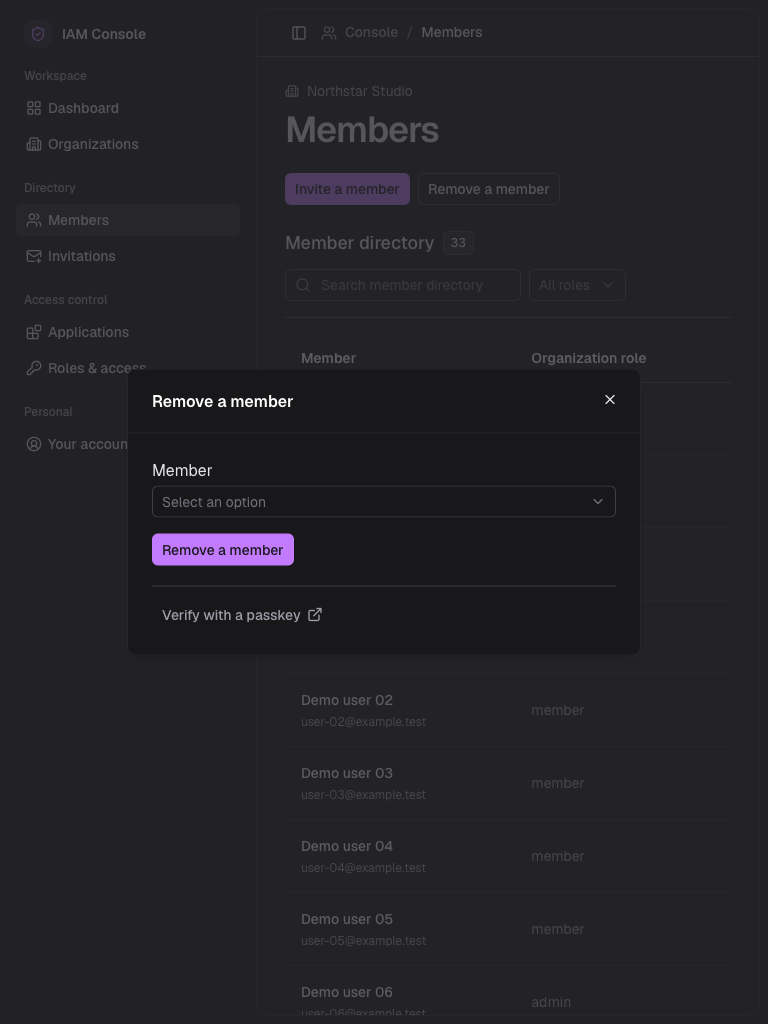 IAM Console
Workspace
Dashboard
Organizations
Directory
Members
Invitations
Access control
Applications
Roles & access
Personal
Your accoun
Console / Members
Northstar Studio
Members
Invite a member
Remove a member
Member directory 33
Search member directory
All roles
Member Organization role
Remove a member
Member
Select an option
Remove a member
Verify with a passkey
Demo user 02
user-02@example.test
member
Demo user 03
user-03@example.test
member
Demo user 04
user-04@example.test
member
Demo user 05
user-05@example.test
member
Demo user 06
user-06@example.test
admin